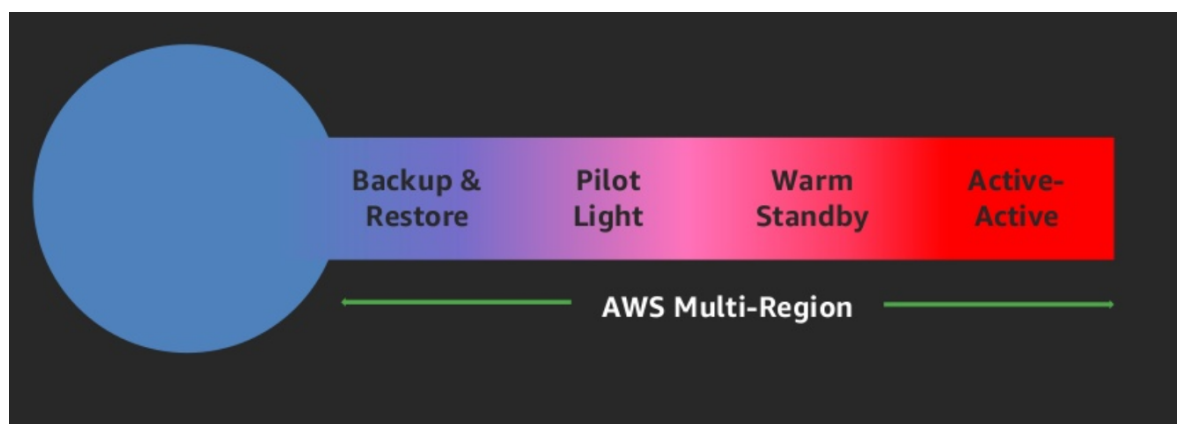 Backup &
Restore
Pilot
Light
Warm
Standby
Active-
Active
AWS Multi-Region